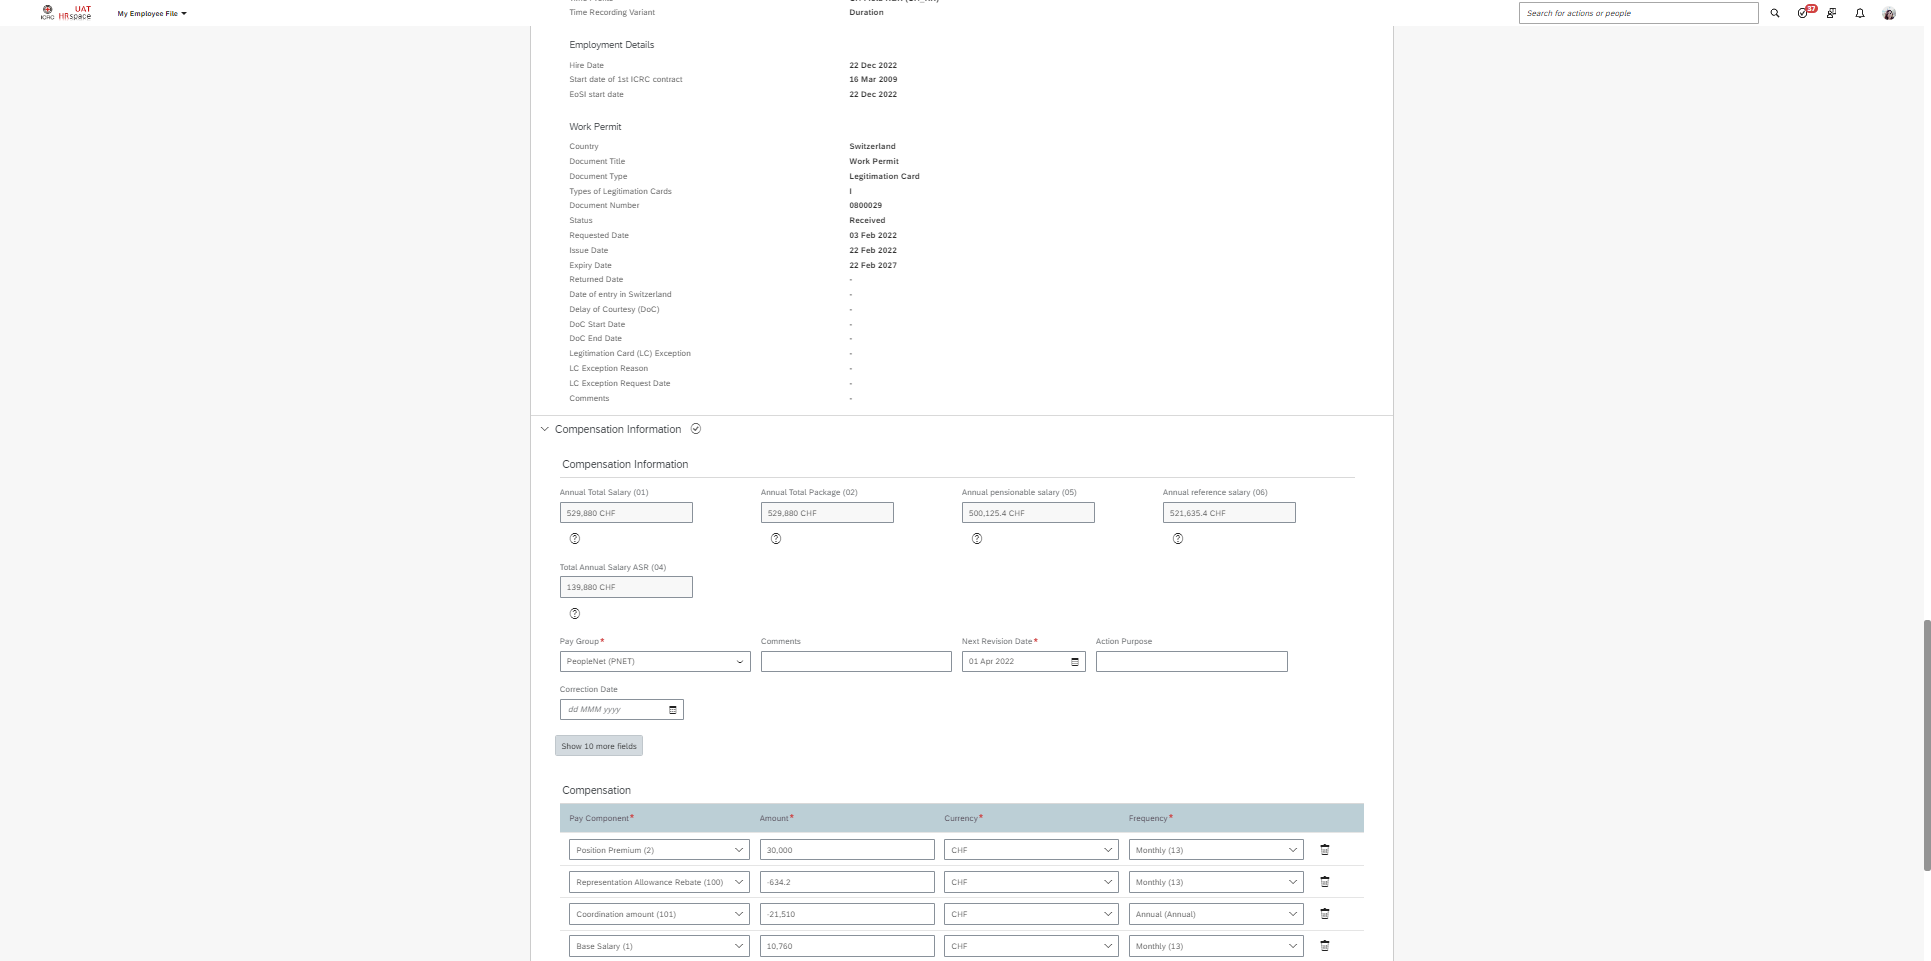 ICRC
UAT
HRspace
My Employee File
Search for actions or people
37
Time Recording Variant
Duration
Employment Details
Hire Date
22 Dec 2022
Start date of 1st ICRC contract
16 Mar 2009
EoSI start date
22 Dec 2022
Work Permit
Country
Switzerland
Document Title
Work Permit
Document Type
Legitimation Card
Types of Legitimation Cards
I
Document Number
0800029
Status
Received
Requested Date
03 Feb 2022
Issue Date
22 Feb 2022
Expiry Date
22 Feb 2027
Returned Date
-
Date of entry in Switzerland
-
Delay of Courtesy (DoC)
-
DoC Start Date
-
DoC End Date
-
Legitimation Card (LC) Exception
-
LC Exception Reason
-
LC Exception Request Date
-
Comments
-
Compensation Information
Compensation Information
Annual Total Salary (01)
Annual Total Package (02)
Annual pensionable salary (05)
Annual reference salary (06)
529,880 CHF
529,880 CHF
500,125.4 CHF
521,635.4 CHF
Total Annual Salary ASR (04)
139,880 CHF
Pay Group*
Comments
Next Revision Date*
Action Purpose
PeopleNet (PNET)
01 Apr 2022
Correction Date
dd MMM yyyy
Show 10 more fields
Compensation
Pay Component*
Amount*
Currency*
Frequency*
Position Premium (2)
30,000
CHF
Monthly (13)
Representation Allowance Rebate (100)
-634.2
CHF
Monthly (13)
Coordination amount (101)
-21,510
CHF
Annual (Annual)
Base Salary (1)
10,760
CHF
Monthly (13)